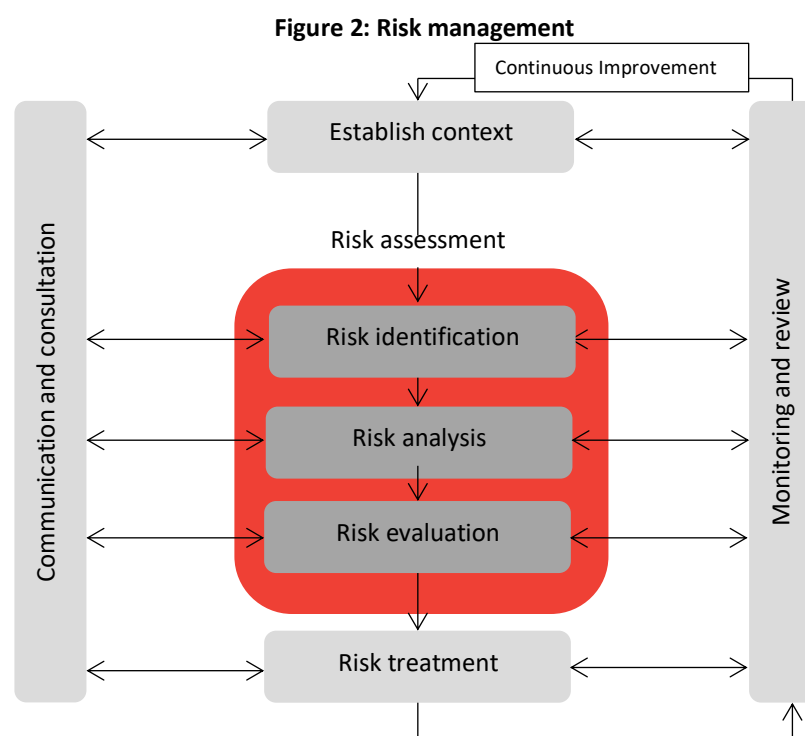 Figure 2: Risk management
Continuous Improvement
Establish context
Risk assessment
Risk identification
Risk analysis
Risk evaluation
Risk treatment
Communication and consultation
Monitoring and review